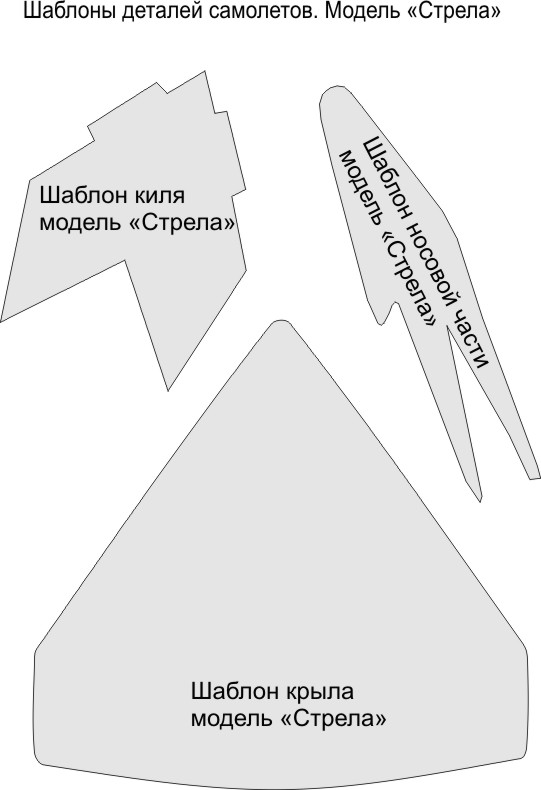 Шаблоны деталей самолетов. Модель «Стрела»
Шаблон киля
модель «Стрела»
Шаблон носовой части
модель «Стрела»
Шаблон крыла
модель «Стрела»